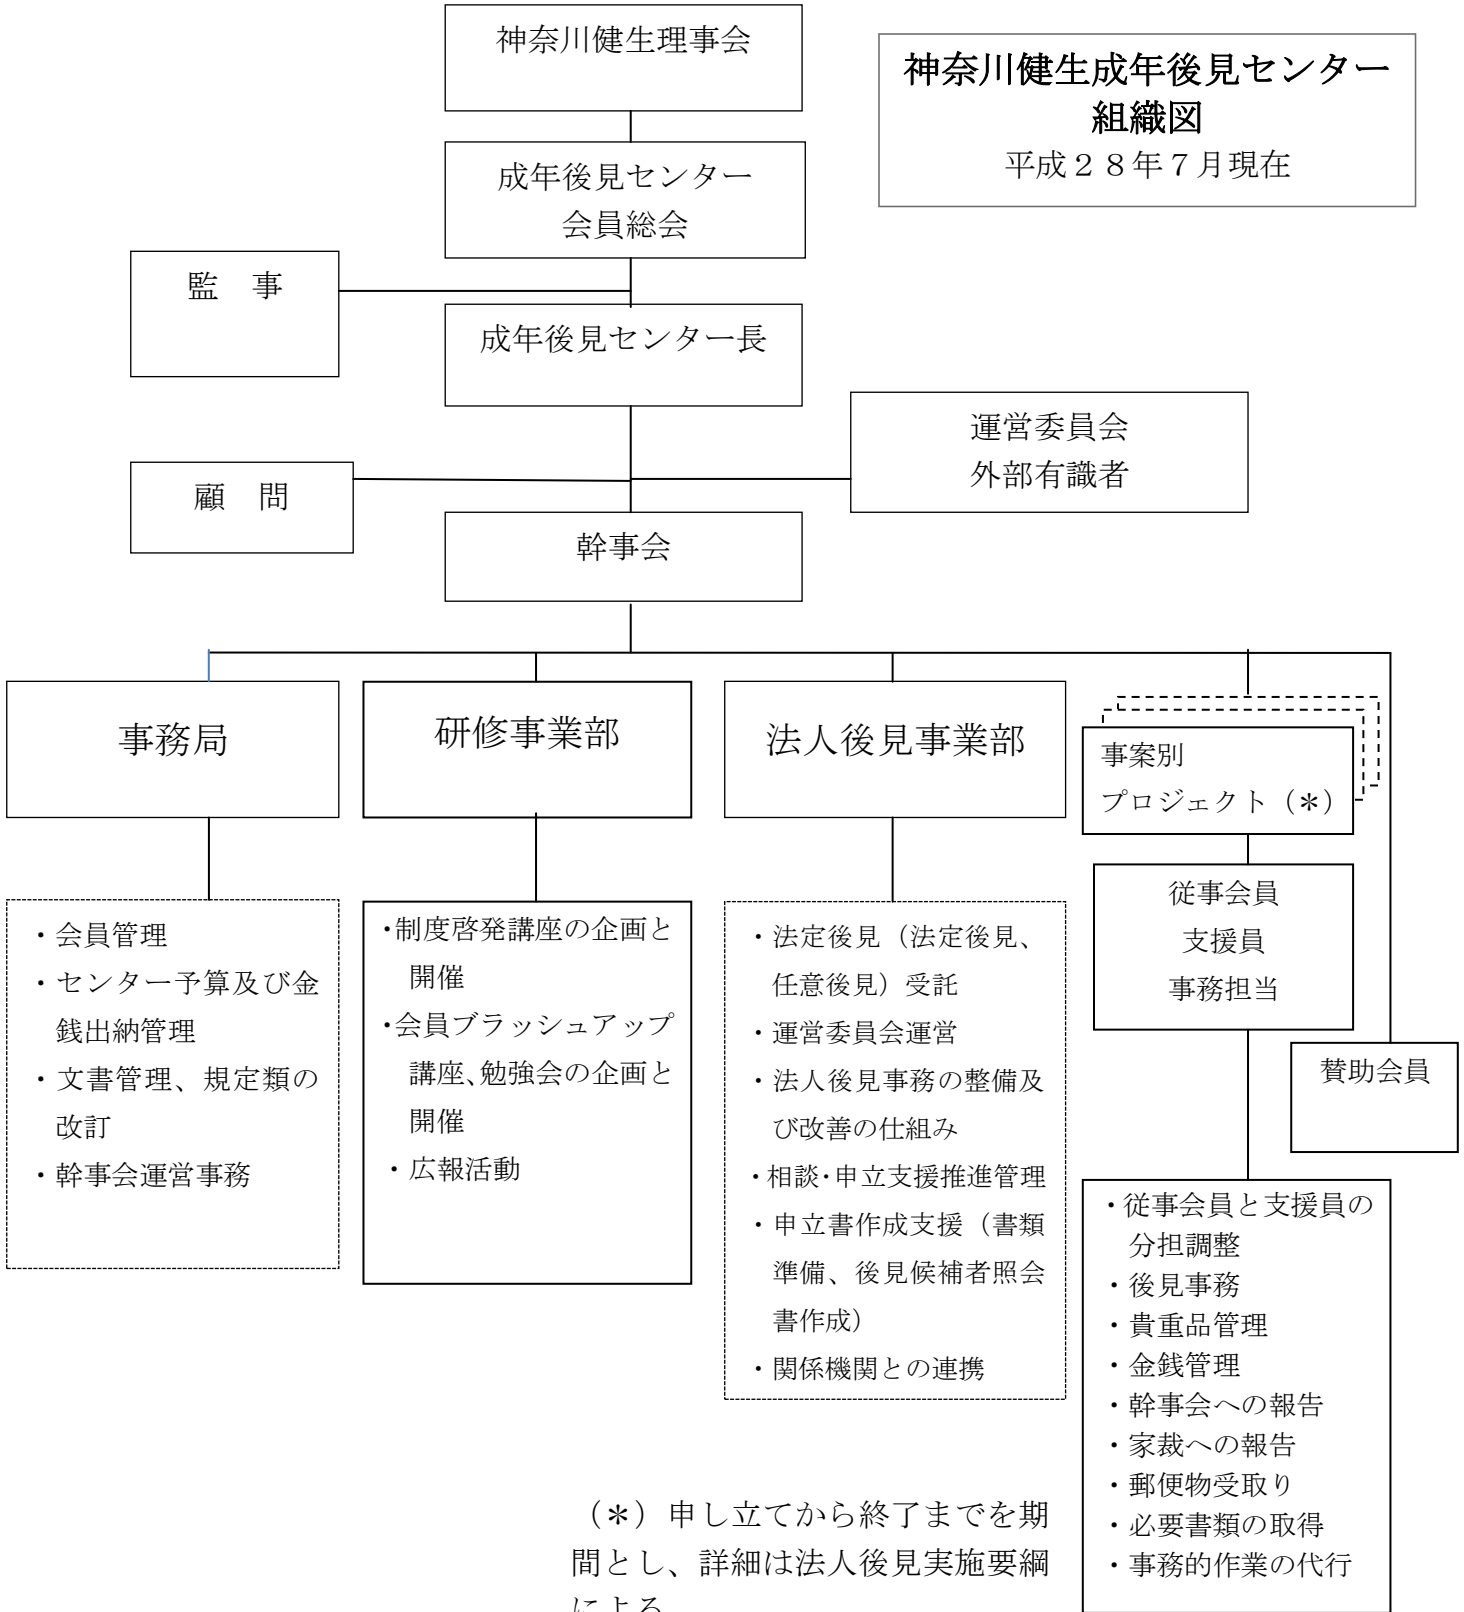 神奈川健生理事会
神奈川健生成年後見センター
組織図
平成２８年７月現在
成年後見センター
会員総会
監　事
成年後見センター長
運営委員会
外部有識者
顧　問
幹事会
事務局
研修事業部
法人後見事業部
事案別
プロジェクト（＊）
従事会員
支援員
事務担当
賛助会員
・会員管理
・センター予算及び金
銭出納管理
・文書管理、規定類の
改訂
・幹事会運営事務
・制度啓発講座の企画と
開催
・会員ブラッシュアップ
講座、勉強会の企画と
開催
・広報活動
・法定後見（法定後見、
任意後見）受託
・運営委員会運営
・法人後見事務の整備及
び改善の仕組み
・相談・申立支援推進管理
・申立書作成支援（書類
準備、後見候補者照会
書作成）
・関係機関との連携
・従事会員と支援員の
分担調整
・後見事務
・貴重品管理
・金銭管理
・幹事会への報告
・家裁への報告
・郵便物受取り
・必要書類の取得
・事務的作業の代行
（＊）申し立てから終了までを期
間とし、詳細は法人後見実施要綱
による